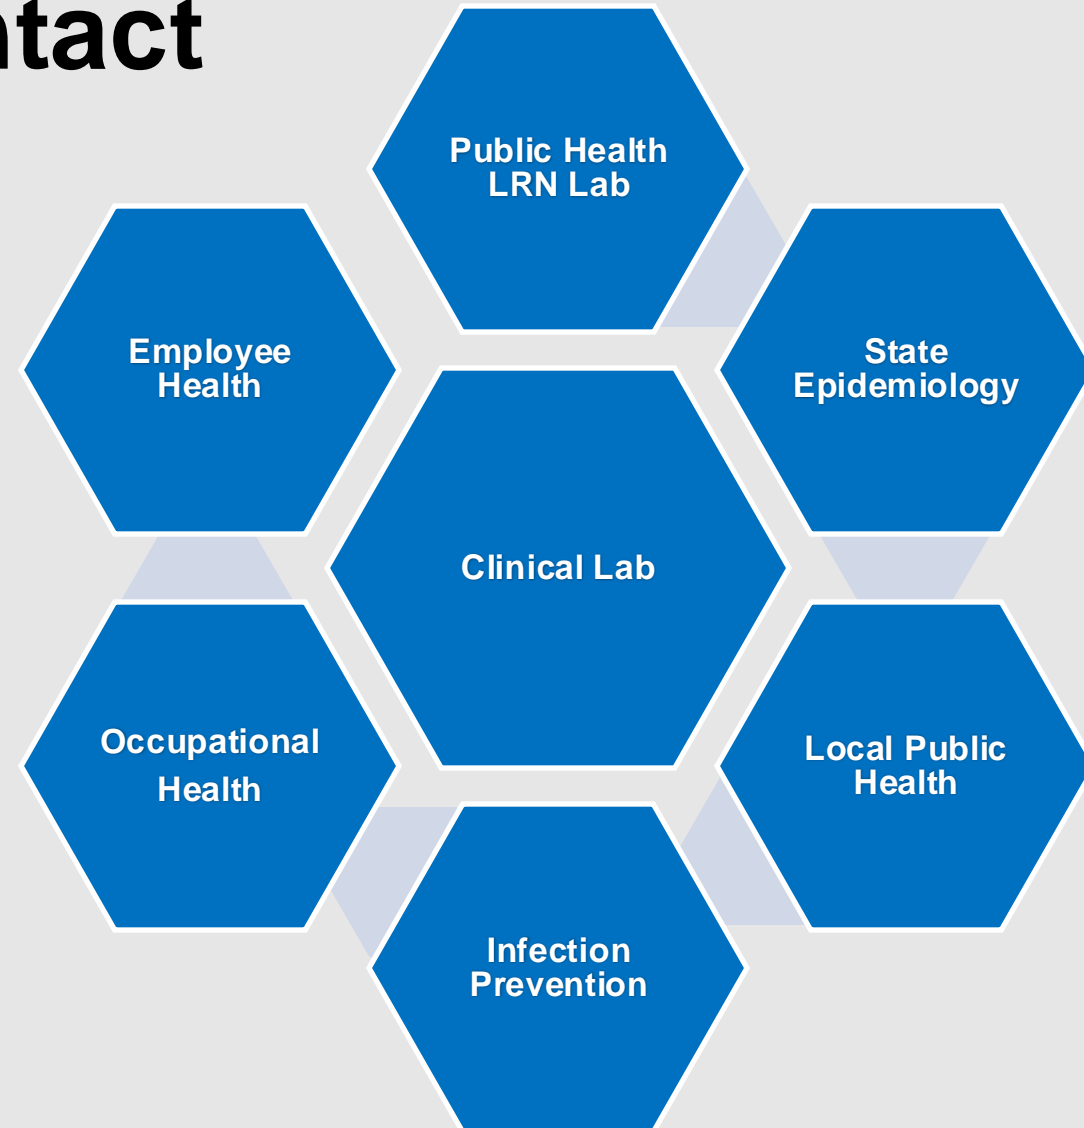 ntact
Public Health
LRN Lab
Employee
Health
State
Epidemiology
Clinical Lab
Occupational
Health
Local Public
Health
Infection
Prevention